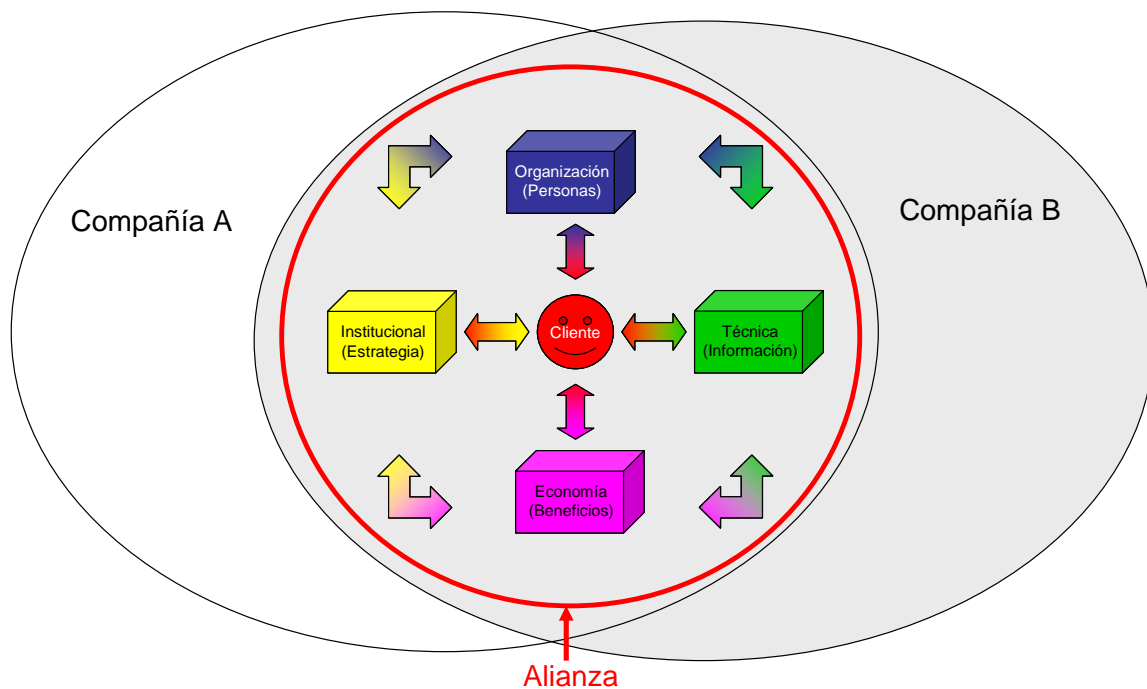 Organización
(Personas)
Compañía A
Compañía B
Institucional
(Estrategia)
Cliente
Técnica
(Información)
Economía
(Beneficios)
Alianza